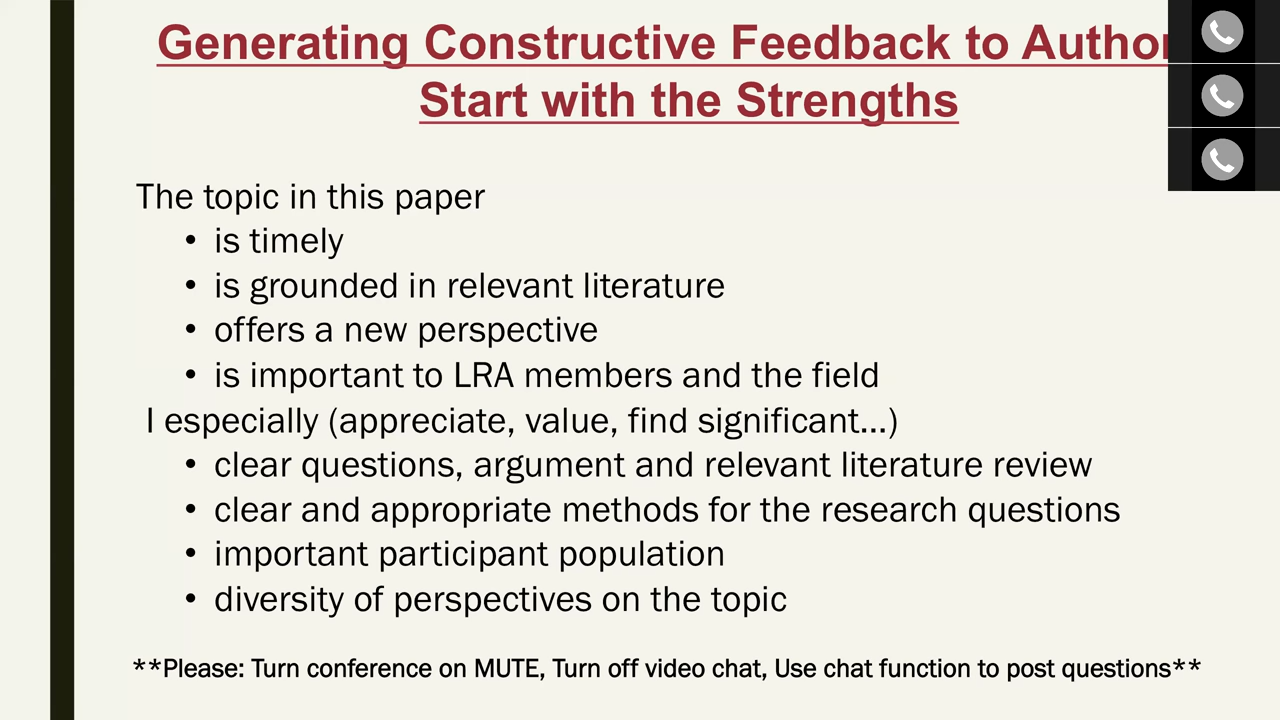 Generating Constructive Feedback to Author
Start with the Strengths
The topic in this paper
• is timely
• is grounded in relevant literature
• offers a new perspective
• is important to LRA members and the field
I especially (appreciate, value, find significant...)
• clear questions, argument and relevant literature review
• clear and appropriate methods for the research questions
• important participant population
• diversity of perspectives on the topic
**Please: Turn conference on MUTE, Turn off video chat, Use chat function to post questions**